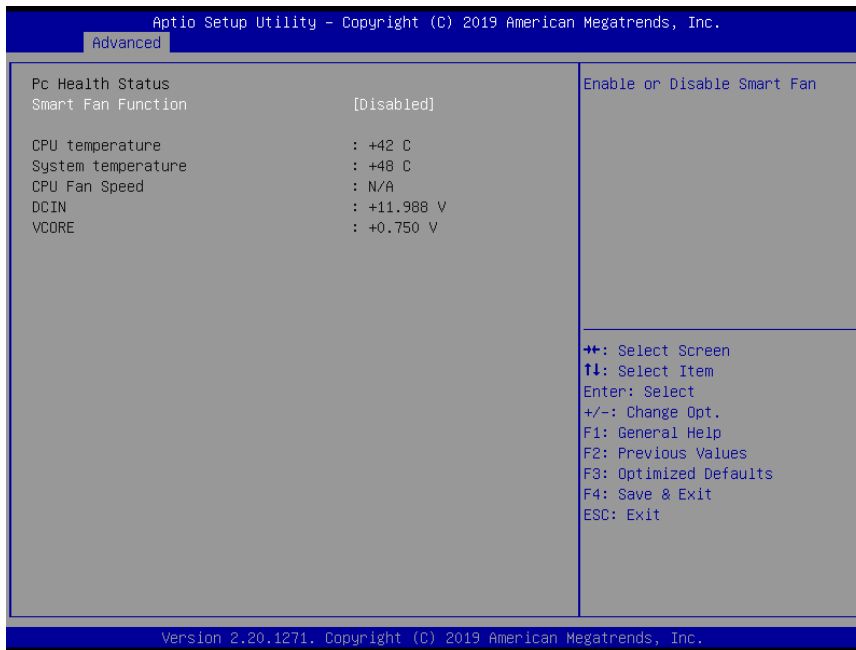 Aptio Setup Utility – Copyright (C) 2019 American Megatrends, Inc.
Advanced
Pc Health Status
Smart Fan Function [Disabled]
CPU temperature : +42 C
System temperature : +48 C
CPU Fan Speed : N/A
DCIN : +11.988 V
VCORE : +0.750 V
Enable or Disable Smart Fan
→←: Select Screen
↑↓: Select Item
Enter: Select
+/-: Change Opt.
F1: General Help
F2: Previous Values
F3: Optimized Defaults
F4: Save & Exit
ESC: Exit
Version 2.20.1271. Copyright (C) 2019 American Megatrends, Inc.